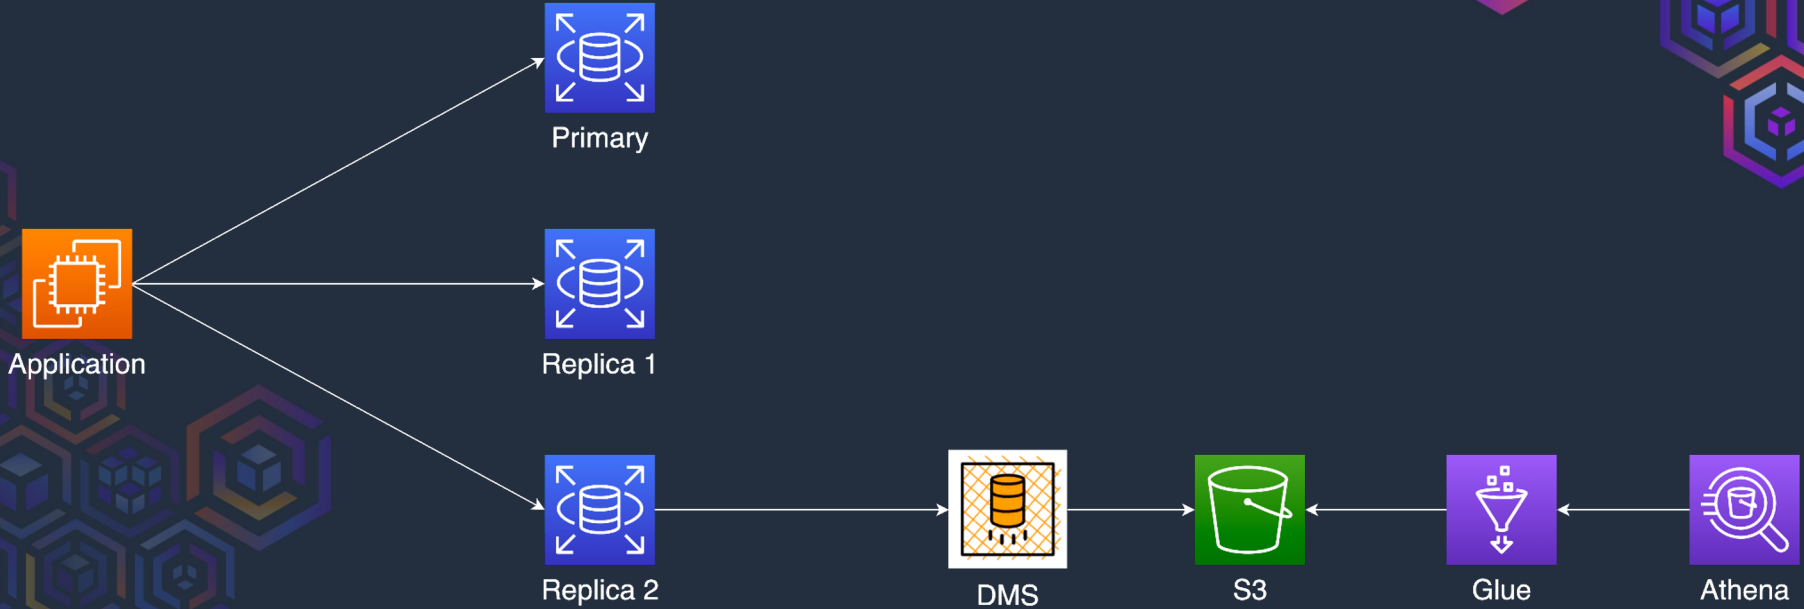 Primary
Application
Replica 1
Replica 2
DMS
S3
Glue
Athena